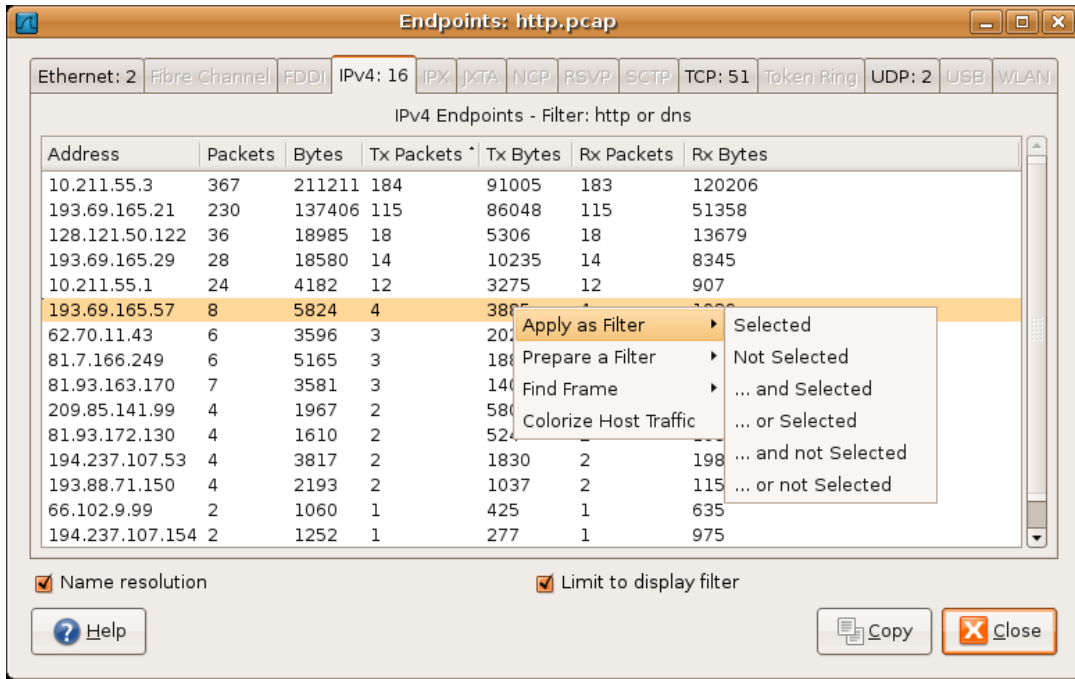 Endpoints: http.pcap
Ethernet: 2 Fibre Channel FDDI IPv4: 16 IPX JXTA NCP RSVP SCTP TCP: 51 Token Ring UDP: 2 USB WLAN
IPv4 Endpoints - Filter: http or dns
Address Packets Bytes Tx Packets Tx Bytes Rx Packets Rx Bytes
10.211.55.3 367 211211 184 91005 183 120206
193.69.165.21 230 137406 115 86048 115 51358
128.121.50.122 36 18985 18 5306 18 13679
193.69.165.29 28 18580 14 10235 14 8345
10.211.55.1 24 4182 12 3275 12 907
193.69.165.57 8 5824 4
62.70.11.43 6 3596 3
81.7.166.249 6 5165 3
81.93.163.170 7 3581 3
209.85.141.99 4 1967 2
81.93.172.130 4 1610 2
194.237.107.53 4 3817 2 1830 2
193.88.71.150 4 2193 2 1037 2
66.102.9.99 2 1060 1 425 1 635
194.237.107.154 2 1252 1 277 1 975
Apply as Filter
Prepare a Filter
Find Frame
Colorize Host Traffic
Selected
Not Selected
... and Selected
... or Selected
... and not Selected
... or not Selected
Name resolution Limit to display filter
Help Copy Close